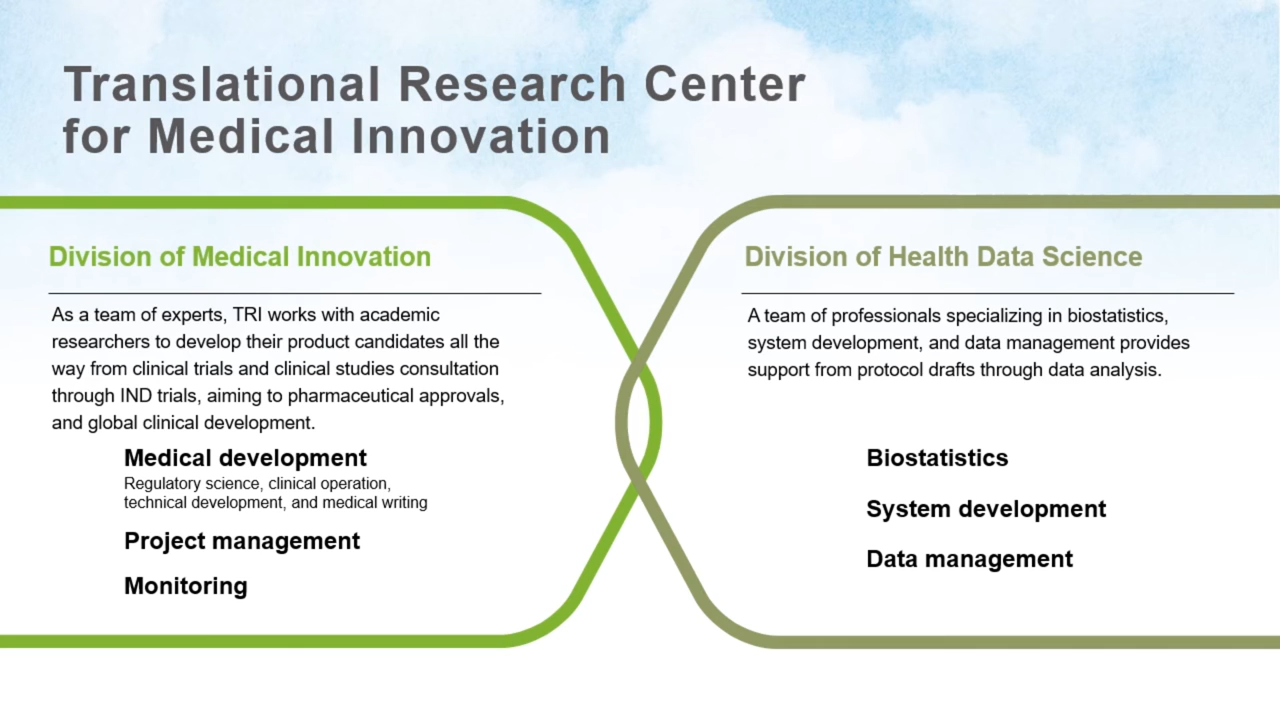 Translational Research Center
for Medical Innovation
Division of Medical Innovation
As a team of experts, TRI works with academic
researchers to develop their product candidates all the
way from clinical trials and clinical studies consultation
through IND trials, aiming to pharmaceutical approvals,
and global clinical development.
Medical development
Regulatory science, clinical operation,
technical development, and medical writing
Project management
Monitoring
Division of Health Data Science
A team of professionals specializing in biostatistics,
system development, and data management provides
support from protocol drafts through data analysis.
Biostatistics
System development
Data management